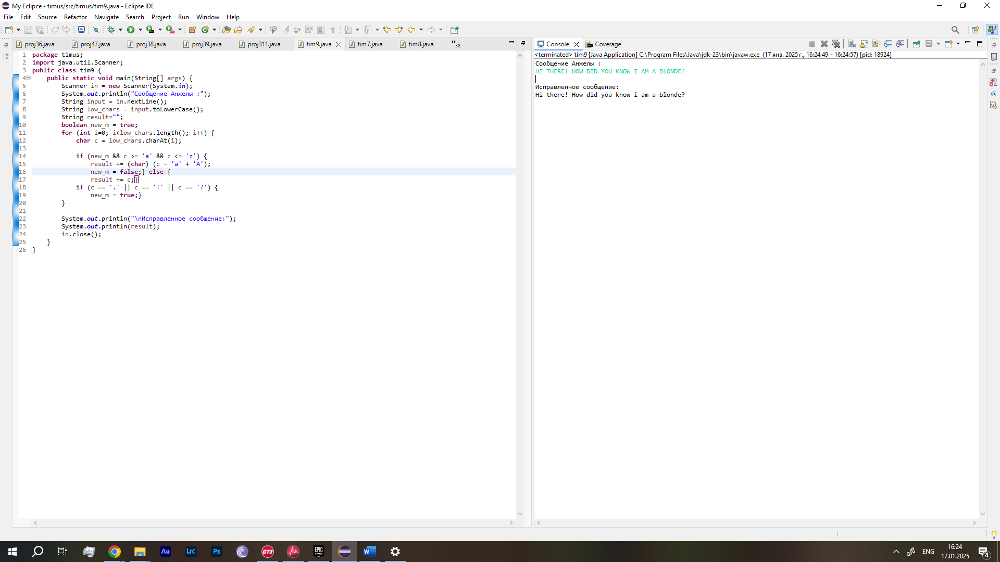 My Eclipce - timus/src/timus/tim9.java - Eclipse IDE
File Edit Source Refactor Navigate Search Project Run Window Help
proj36.java proj47.java proj38.java proj39.java proj311.java tim9.java tim7.java tim8.java »38
1 package timus;
2 import java.util.Scanner;
3 public class tim9 {
4 public static void main(String[] args) {
5 Scanner in = new Scanner(System.in);
6 System.out.println("Сообщение Анжелы :");
7 String input = in.nextLine();
8 String low_chars = input.toLowerCase();
9 String result="";
10 boolean new_m = true;
11 for (int i=0; i<low_chars.length(); i++) {
12 char c = low_chars.charAt(i);
13
14 if (new_m && c >= 'a' && c <= 'z') {
15 result += (char) (c - 'a' + 'A');
16 new_m = false;} else {
17 result += c;}
18 if (c == '.' || c == '!' || c == '?') {
19 new_m = true;}
20 }
21
22 System.out.println("\nИсправленное сообщение:");
23 System.out.println(result);
24 in.close();
25 }
26 }
Console Coverage
<terminated> tim9 [Java Application] C:\Program Files\Java\jdk-23\bin\javaw.exe (17 янв. 2025 г., 16:24:49 – 16:24:57) [pid: 18924]
Сообщение Анжелы :
HI THERE! HOW DID YOU KNOW I AM A BLONDE?
Исправленное сообщение:
Hi there! How did you know i am a blonde?
Au Lrc Ps GT3 EPIC GAMES W
ENG
16:24
17.01.2025
4